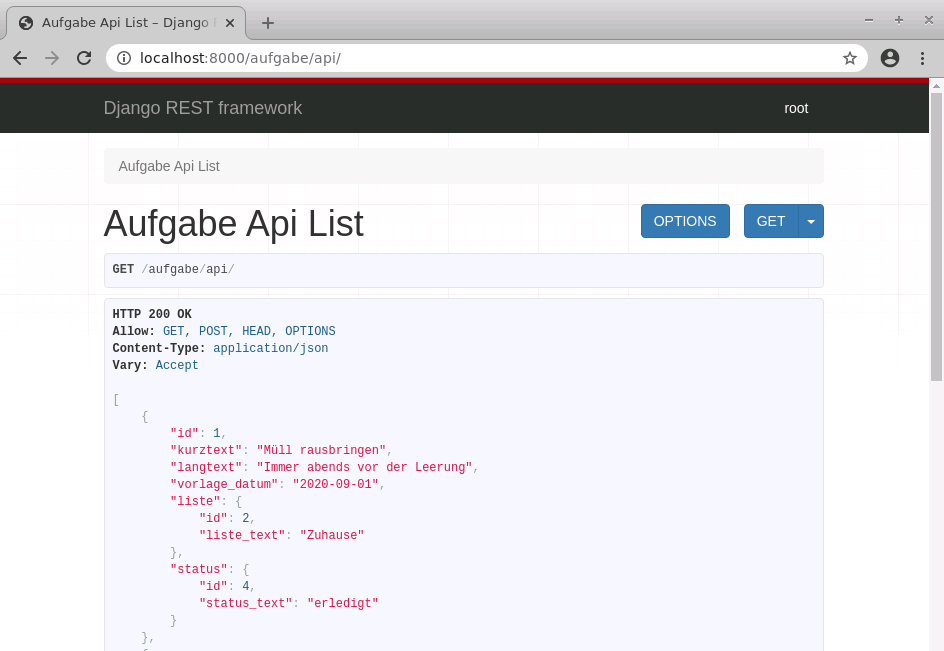 Aufgabe Api List – Django
localhost:8000/aufgabe/api/
Django REST framework
root
Aufgabe Api List
Aufgabe Api List
OPTIONS
GET
GET /aufgabe/api/
HTTP 200 OK
Allow: GET, POST, HEAD, OPTIONS
Content-Type: application/json
Vary: Accept
[
{
"id": 1,
"kurztext": "Müll rausbringen",
"langtext": "Immer abends vor der Leerung",
"vorlage_datum": "2020-09-01",
"liste": {
"id": 2,
"liste_text": "Zuhause"
},
"status": {
"id": 4,
"status_text": "erledigt"
}
},